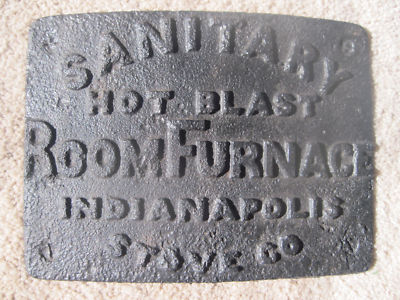 SANITARY
HOT BLAST
ROOM FURNACE
INDIANAPOLIS
STOVE CO